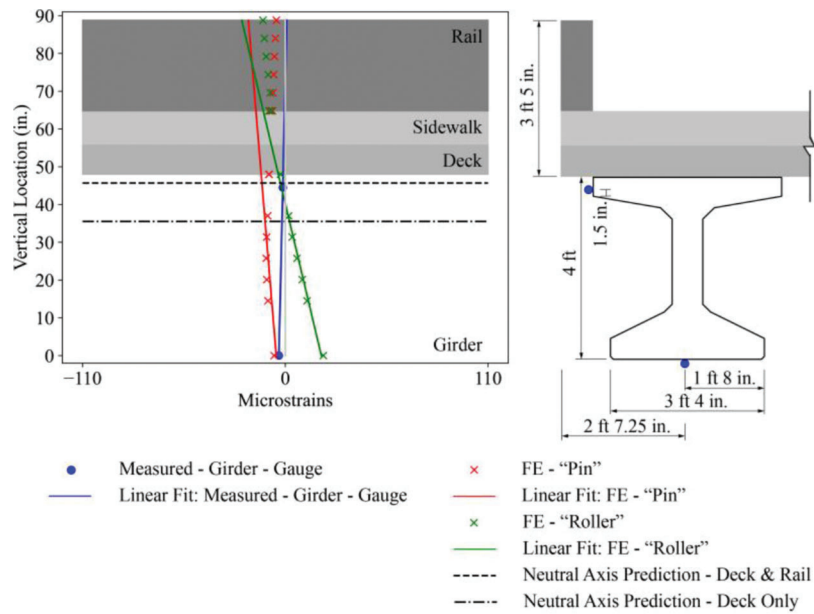 90
80
70
60
50
40
30
20
10
0
Vertical Location (in.)
Rail
Sidewalk
Deck
Girder
−110
0
110
Microstrains
3 ft 5 in.
4 ft
1.5 in.
1 ft 8 in.
3 ft 4 in.
2 ft 7.25 in.
Measured - Girder - Gauge
Linear Fit: Measured - Girder - Gauge
FE - “Pin”
Linear Fit: FE - “Pin”
FE - “Roller”
Linear Fit: FE - “Roller”
Neutral Axis Prediction - Deck & Rail
Neutral Axis Prediction - Deck Only